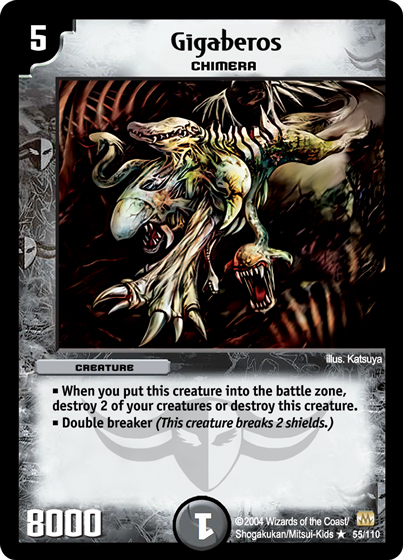 5
Gigaberos
CHIMERA
illus. Katsuya
CREATURE
▪ When you put this creature into the battle zone,
destroy 2 of your creatures or destroy this creature.
▪ Double breaker (This creature breaks 2 shields.)
8000
1
©2004 Wizards of the Coast/
Shogakukan/Mitsui-Kids ★ 55/110